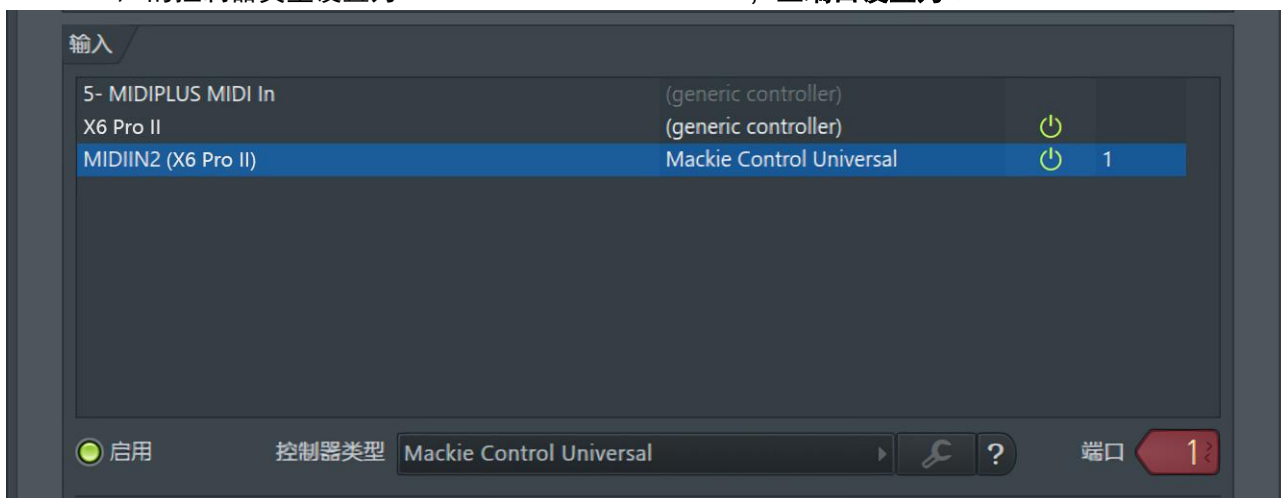 输入
5- MIDIPLUS MIDI In (generic controller)
X6 Pro II (generic controller)
MIDIIN2 (X6 Pro II) Mackie Control Universal 1
启用 控制器类型 Mackie Control Universal ? 端口 1